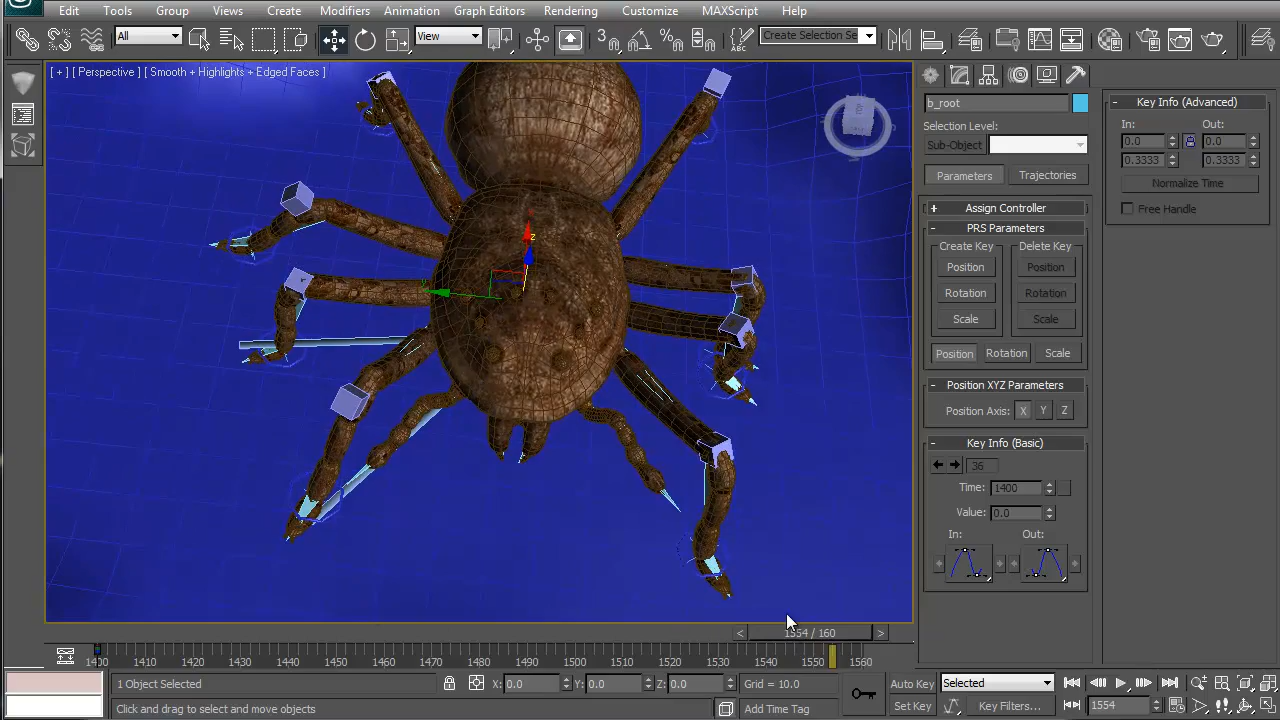 Edit Tools Group Views Create Modifiers Animation Graph Editors Rendering Customize MAXScript Help
All View 3 % ABC Create Selection Se
[ + ] [ Perspective ] [ Smooth + Highlights + Edged Faces ]
b_root
Selection Level:
Sub-Object
Parameters Trajectories
+ Assign Controller
- PRS Parameters
Create Key Delete Key
Position Position
Rotation Rotation
Scale Scale
Position Rotation Scale
- Position XYZ Parameters
Position Axis: X Y Z
- Key Info (Basic)
36
Time: 1400
Value: 0.0
In: Out:
- Key Info (Advanced)
In: Out:
0.0 0.0
0.3333 0.3333
Normalize Time
Free Handle
z
< 1554 / 160 >
1400 1410 1420 1430 1440 1450 1460 1470 1480 1490 1500 1510 1520 1530 1540 1550 1560
1 Object Selected X: 0.0 Y: 0.0 Z: 0.0 Grid = 10.0 Auto Key Selected
Click and drag to select and move objects Add Time Tag Set Key Key Filters... 1554